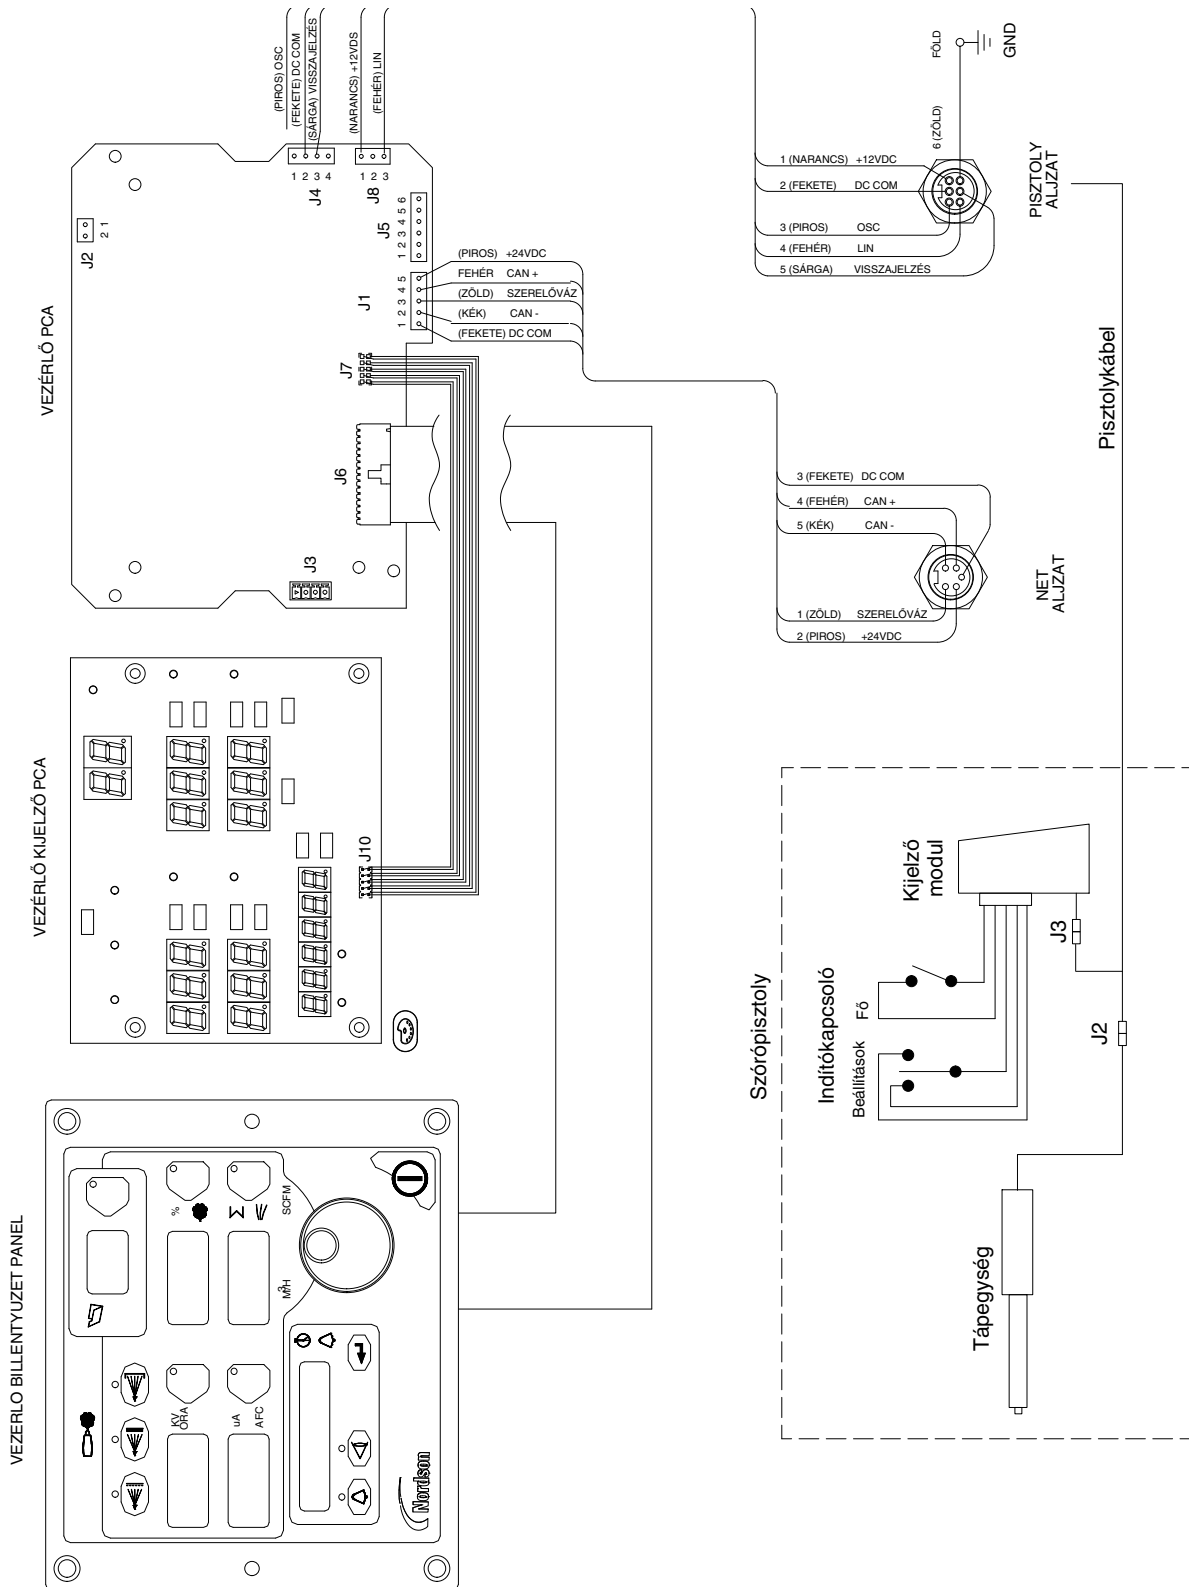 VEZÉRLŐ PCA
J2
2 1
(PIROS) OSC
(FEKETE) DC COM
(SÁRGA) VISSZAJELZÉS
(NARANCS) +12VDS
(FEHÉR) LIN
1 2 3 4
J4
1 2 3
J8
J5
1 2 3 4 5 6
J1
1 2 3 4 5
(PIROS) +24VDC
FEHÉR CAN +
(ZÖLD) SZERELŐVÁZ
(KÉK) CAN -
(FEKETE) DC COM
J7
J6
J3
VEZÉRLŐ KIJELZŐ PCA
J10
VEZERLO BILLENTYUZET PANEL
%
SCFM
M³/H
KV
ORA
uA
AFC
Nordson
FÖLD
GND
6 (ZÖLD)
1 (NARANCS) +12VDC
2 (FEKETE) DC COM
3 (PIROS) OSC
4 (FEHÉR) LIN
5 (SÁRGA) VISSZAJELZÉS
PISZTOLY
ALJZAT
Pisztolykábel
3 (FEKETE) DC COM
4 (FEHÉR) CAN +
5 (KÉK) CAN -
1 (ZÖLD) SZERELŐVÁZ
2 (PIROS) +24VDC
NET
ALJZAT
Szórópisztoly
Kijelző
modul
J3
J2
Indítókapcsoló
Beállítások
Fő
Tápegység